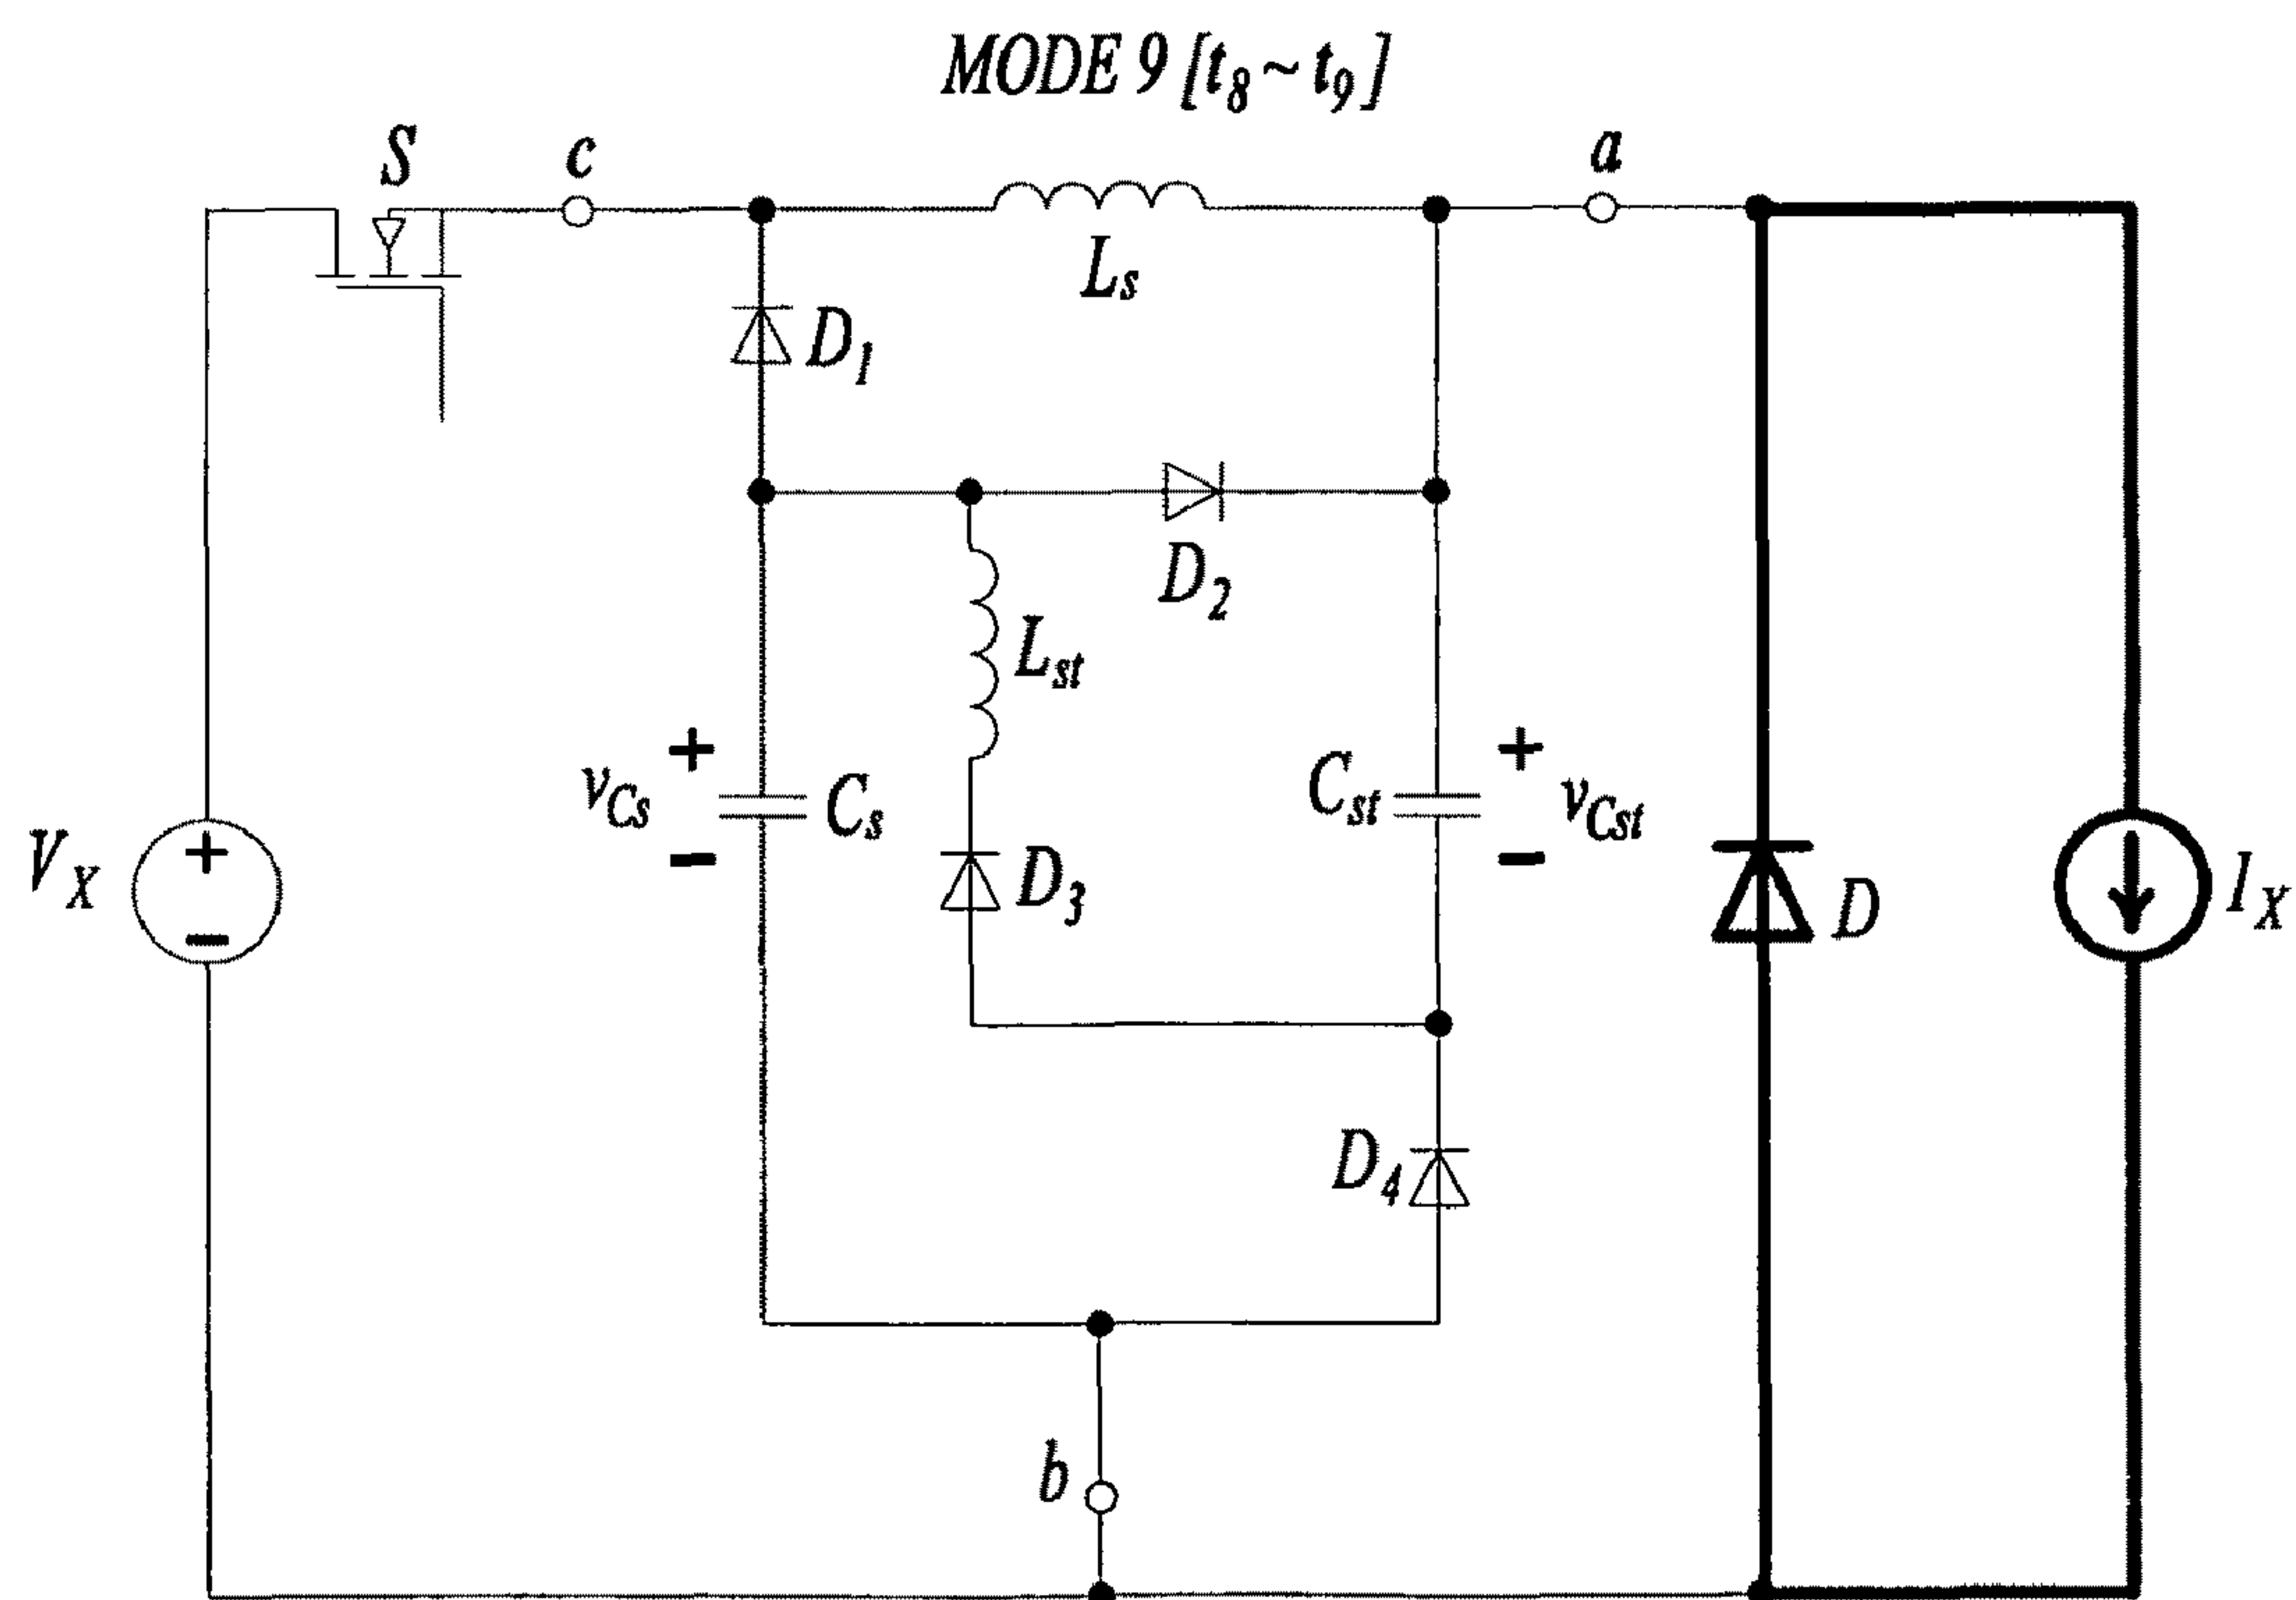 MODE 9 [t8 ~ t9]
S
c
a
Ls
D1
D2
Lst
vCs
+
−
Cs
Cst
+
−
vCst
VX
+
−
D3
D
IX
D4
b